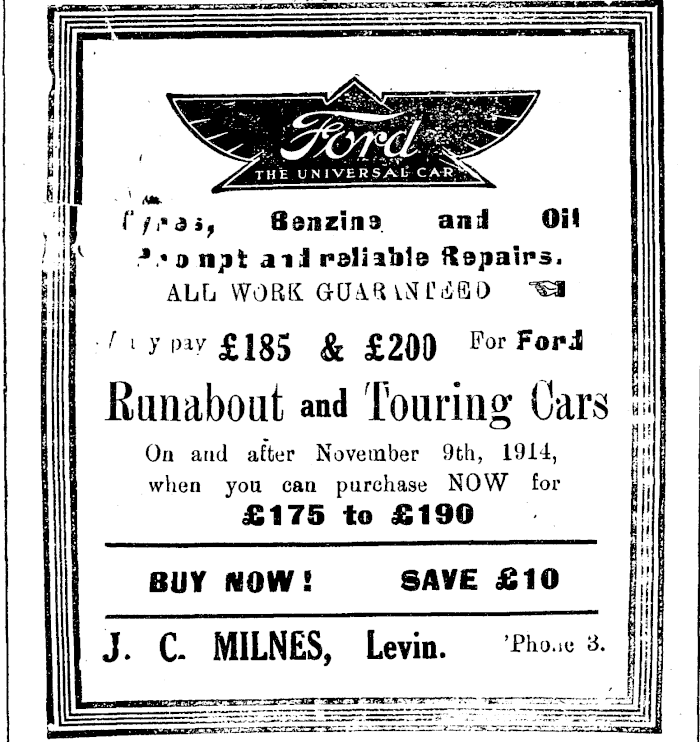 Ford
THE UNIVERSAL CAR
Tyres, Benzine and Oil
Prompt and reliable Repairs.
ALL WORK GUARANTEED
pay £185 & £200 For Ford
Runabout and Touring Cars
On and after November 9th, 1914,
when you can purchase NOW for
£175 to £190
BUY NOW! SAVE £10
J. C. MILNES, Levin. 'Phone 3.